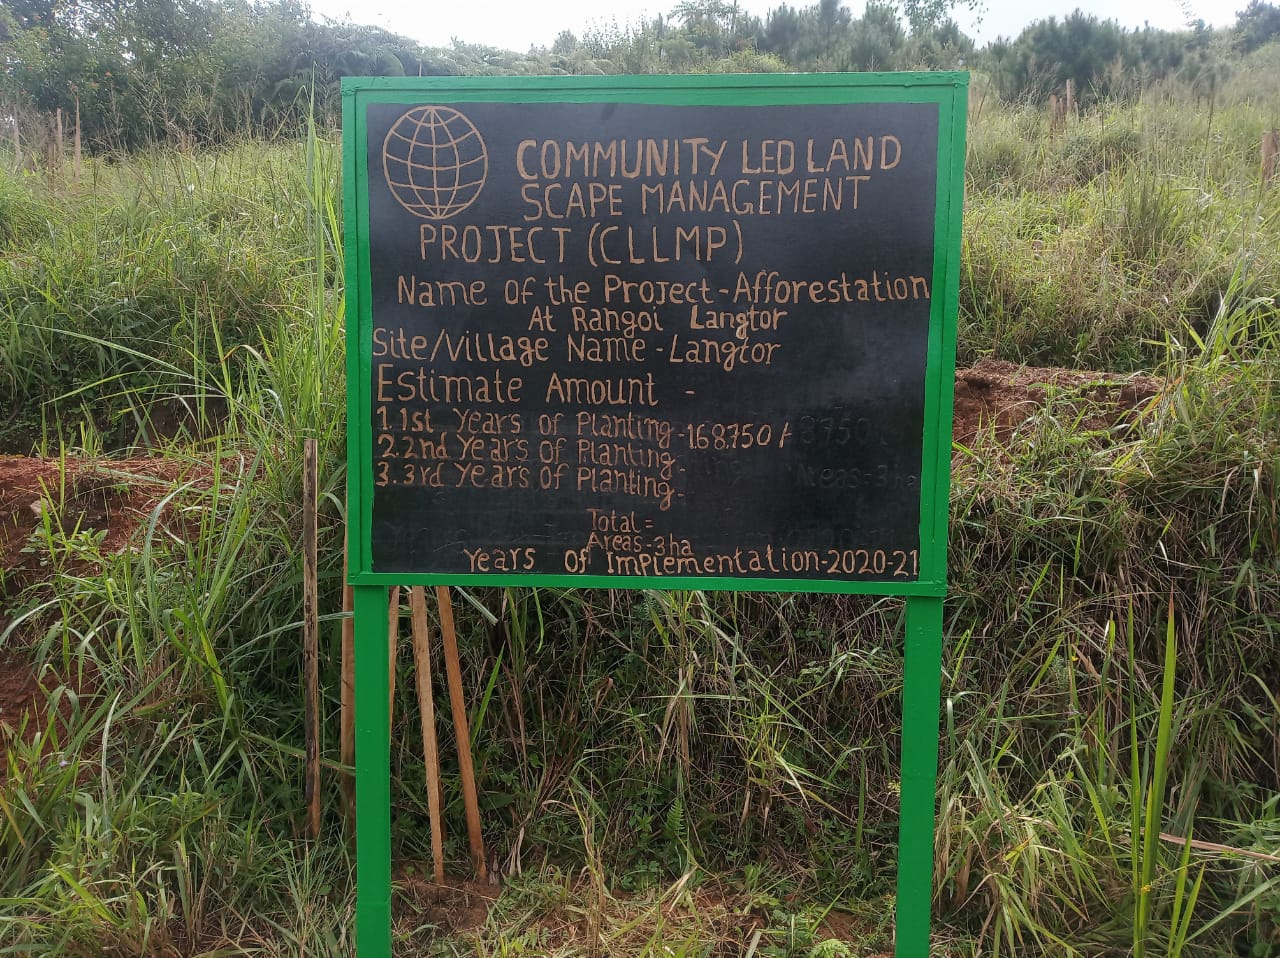 COMMUNITY LED LAND
SCAPE MANAGEMENT
PROJECT (CLLMP)
Name of the Project - Afforestation
At Rangoi Langtor
Site/Village Name - Langtor
Estimate Amount -
1.1st Years of Planting - 168750/-
2.2nd Years of Planting -
3.3rd Years of Planting -
Total =
Areas - 3ha
Years of Implementation - 2020-21